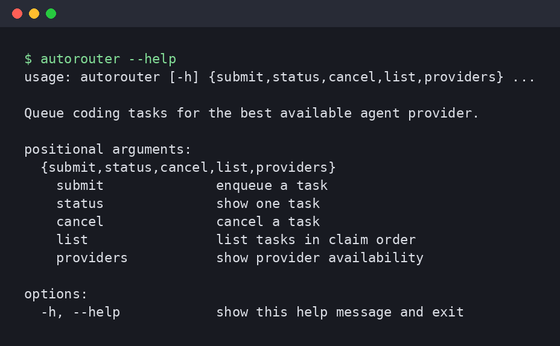 $ autorouter --help
usage: autorouter [-h] {submit,status,cancel,list,providers} ...
Queue coding tasks for the best available agent provider.
positional arguments:
{submit,status,cancel,list,providers}
submit enqueue a task
status show one task
cancel cancel a task
list list tasks in claim order
providers show provider availability
options:
-h, --help show this help message and exit